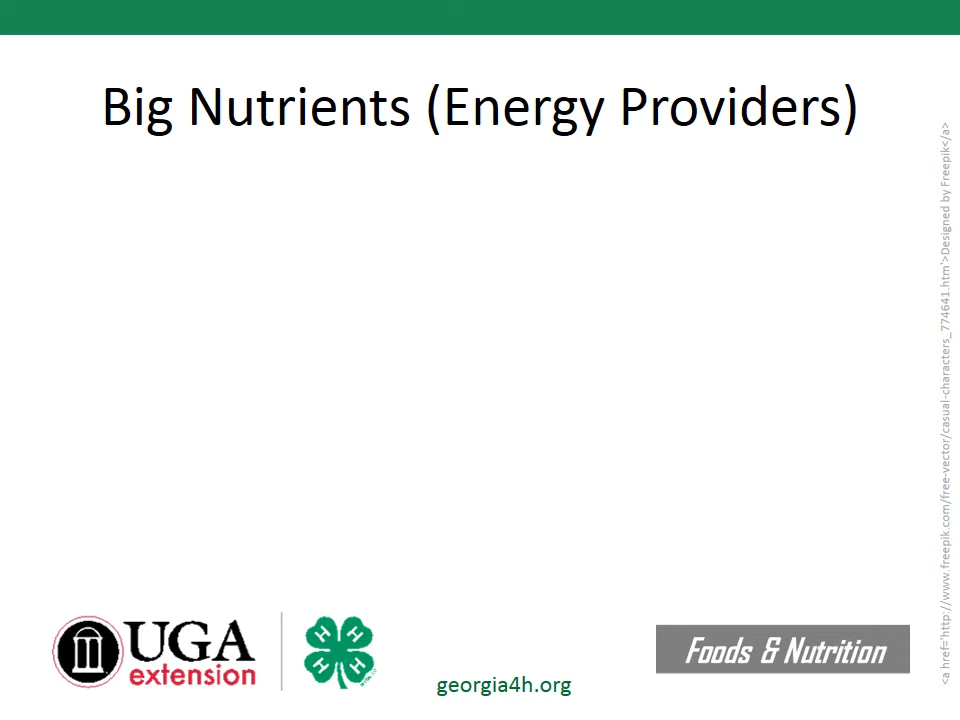 Big Nutrients (Energy Providers)
<a href='http://www.freepik.com/free-vector/casual-characters_774641.htm'>Designed by Freepik</a>
UGA
extension
H H
H H
georgia4h.org
Foods & Nutrition